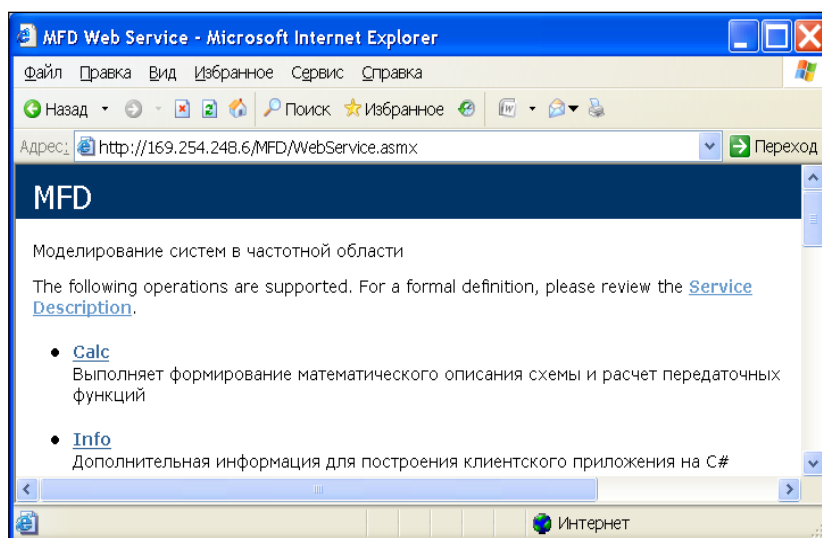 MFD Web Service - Microsoft Internet Explorer
Файл Правка Вид Избранное Сервис Справка
Назад Поиск Избранное
Адрес: http://169.254.248.6/MFD/WebService.asmx Переход
MFD
Моделирование систем в частотной области
The following operations are supported. For a formal definition, please review the Service
Description.
Calc
Выполняет формирование математического описания схемы и расчет передаточных
функций
Info
Дополнительная информация для построения клиентского приложения на C#
Интернет